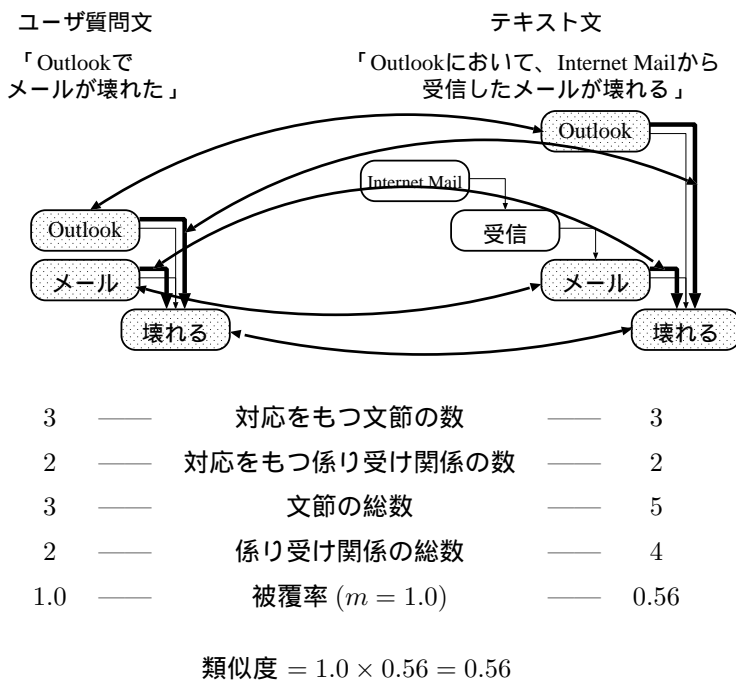 ユーザ質問文
テキスト文
「Outlookで
メールが壊れた」
「Outlookにおいて、Internet Mailから
受信したメールが壊れる」
Outlook
Internet Mail
Outlook
受信
メール
メール
壊れる
壊れる
3 —— 対応をもつ文節の数 —— 3
2 —— 対応をもつ係り受け関係の数 —— 2
3 —— 文節の総数 —— 5
2 —— 係り受け関係の総数 —— 4
1.0 —— 被覆率 (m = 1.0) —— 0.56
類似度 = 1.0 × 0.56 = 0.56